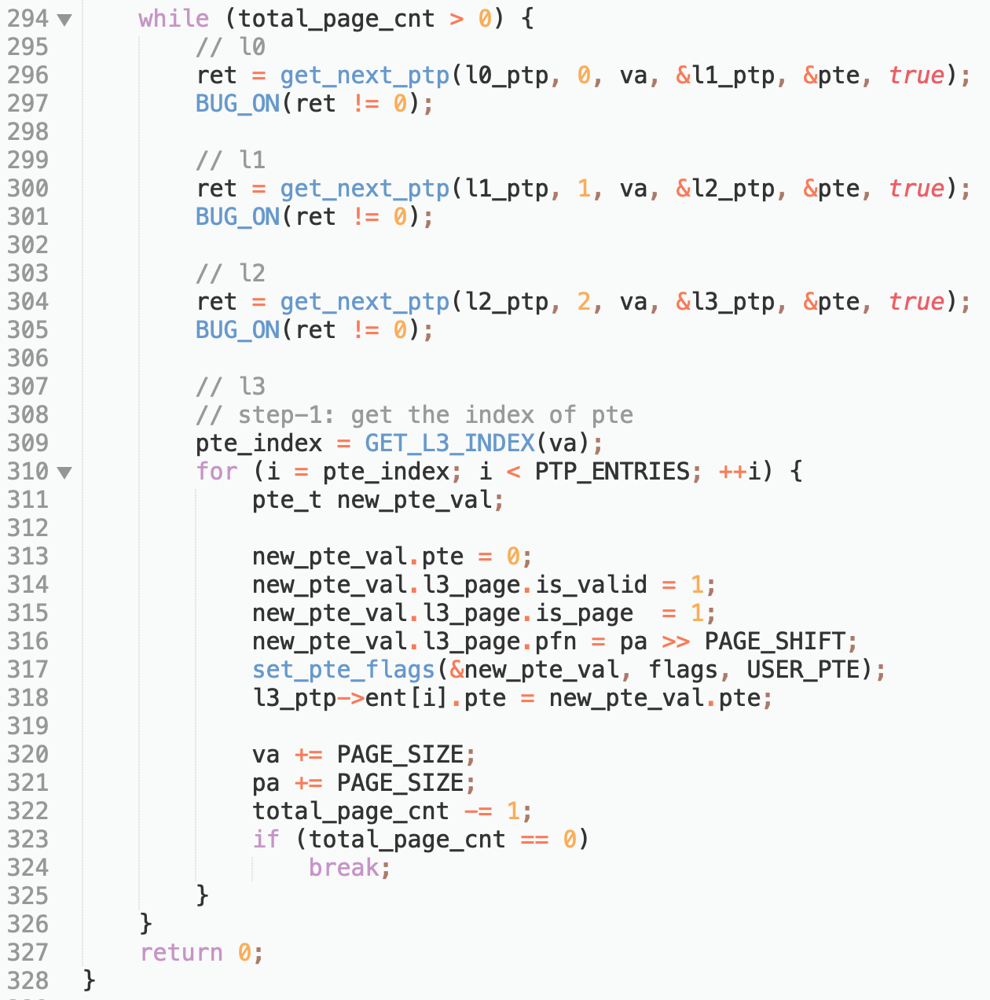 294 ▼ while (total_page_cnt > 0) {
295 // l0
296 ret = get_next_ptp(l0_ptp, 0, va, &l1_ptp, &pte, true);
297 BUG_ON(ret != 0);
298
299 // l1
300 ret = get_next_ptp(l1_ptp, 1, va, &l2_ptp, &pte, true);
301 BUG_ON(ret != 0);
302
303 // l2
304 ret = get_next_ptp(l2_ptp, 2, va, &l3_ptp, &pte, true);
305 BUG_ON(ret != 0);
306
307 // l3
308 // step-1: get the index of pte
309 pte_index = GET_L3_INDEX(va);
310 ▼ for (i = pte_index; i < PTP_ENTRIES; ++i) {
311 pte_t new_pte_val;
312
313 new_pte_val.pte = 0;
314 new_pte_val.l3_page.is_valid = 1;
315 new_pte_val.l3_page.is_page  = 1;
316 new_pte_val.l3_page.pfn = pa >> PAGE_SHIFT;
317 set_pte_flags(&new_pte_val, flags, USER_PTE);
318 l3_ptp->ent[i].pte = new_pte_val.pte;
319
320 va += PAGE_SIZE;
321 pa += PAGE_SIZE;
322 total_page_cnt -= 1;
323 if (total_page_cnt == 0)
324 break;
325 }
326 }
327 return 0;
328 }